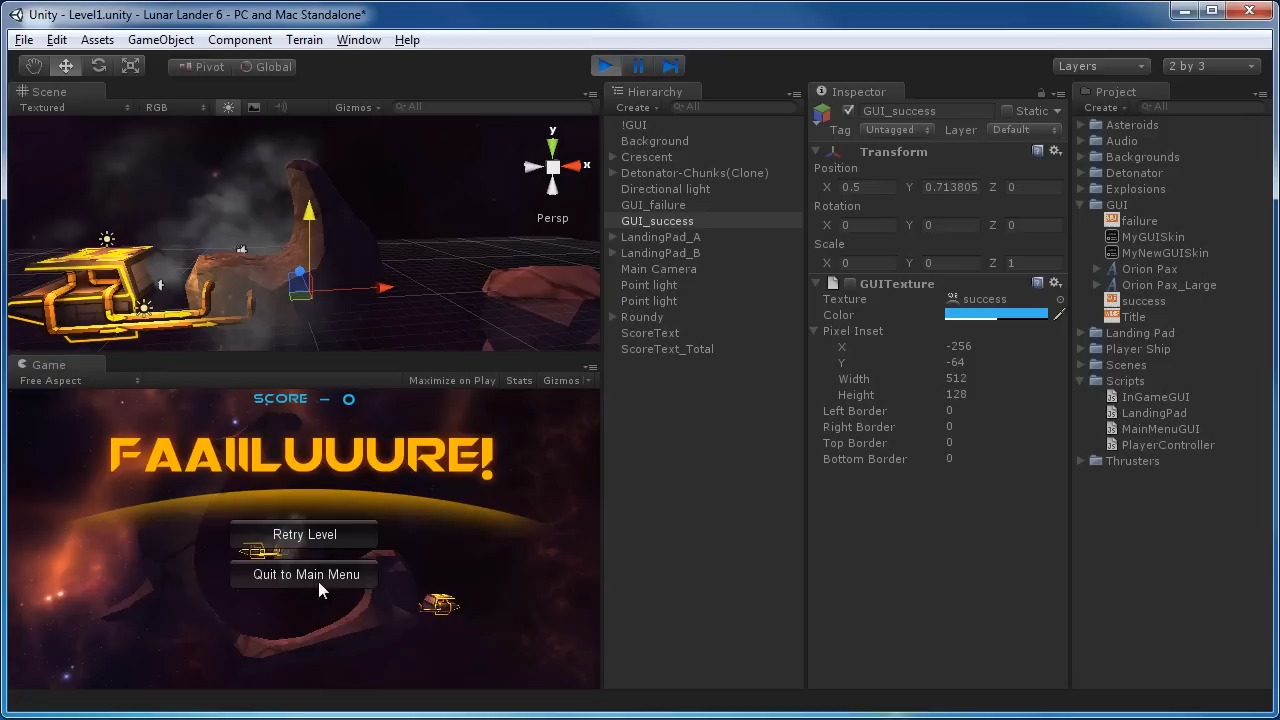 Unity - Level1.unity - Lunar Lander 6 - PC and Mac Standalone*
File Edit Assets GameObject Component Terrain Window Help
Pivot Global Layers 2 by 3
Scene
Textured RGB Gizmos All
y
x
Persp
Game
Free Aspect Maximize on Play Stats Gizmos
SCORE - 0
FAAIILUUURE!
Retry Level
Quit to Main Menu
Hierarchy
Create All
!GUI
Background
Crescent
Detonator-Chunks(Clone)
Directional light
GUI_failure
GUI_success
LandingPad_A
LandingPad_B
Main Camera
Point light
Point light
Roundy
ScoreText
ScoreText_Total
Inspector
GUI_success Static
Tag Untagged Layer Default
Transform
Position
X 0.5 Y 0.713805 Z 0
Rotation
X 0 Y 0 Z 0
Scale
X 0 Y 0 Z 1
GUITexture
Texture success
Color
Pixel Inset
X -256
Y -64
Width 512
Height 128
Left Border 0
Right Border 0
Top Border 0
Bottom Border 0
Project
Create All
Asteroids
Audio
Backgrounds
Detonator
Explosions
GUI
failure
MyGUISkin
MyNewGUISkin
Orion Pax
Orion Pax_Large
success
Title
Landing Pad
Player Ship
Scenes
Scripts
InGameGUI
LandingPad
MainMenuGUI
PlayerController
Thrusters